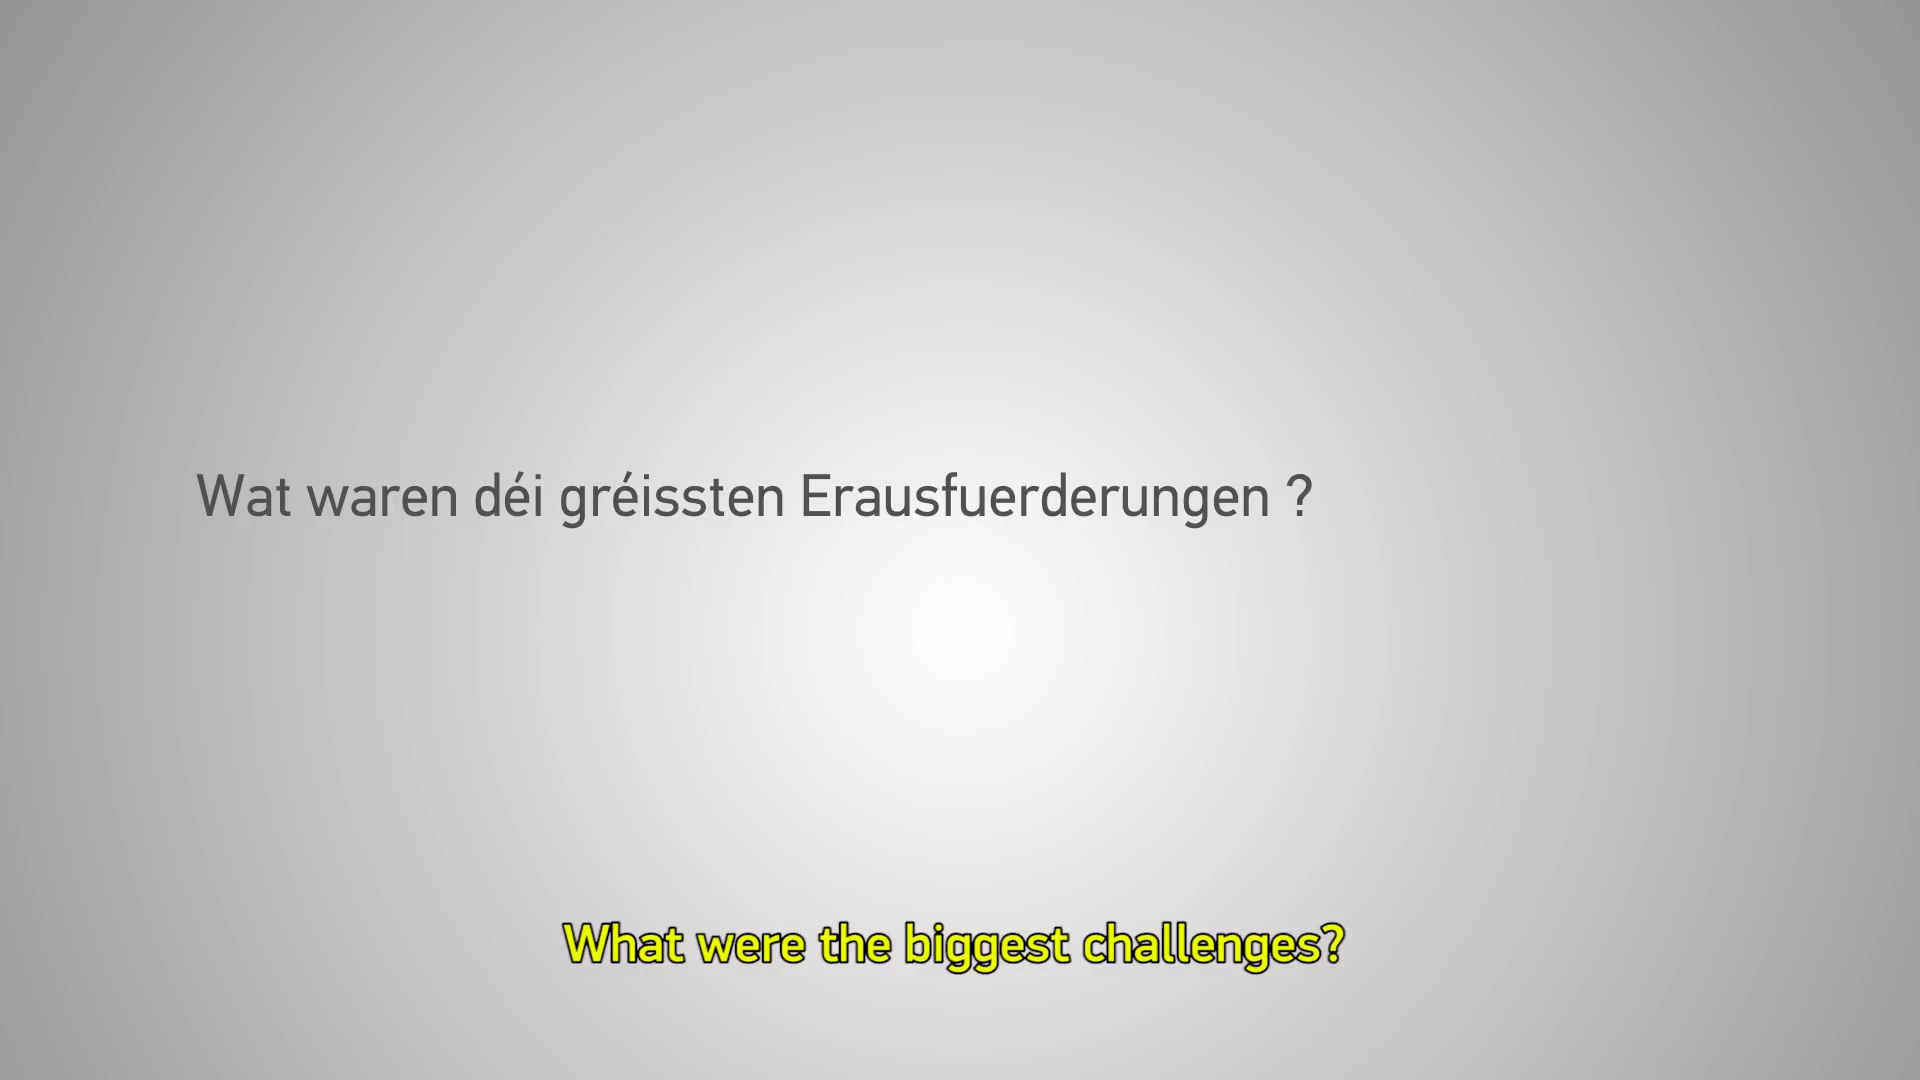 Wat waren déi gréissten Erausfuerderungen ?
What were the biggest challenges?